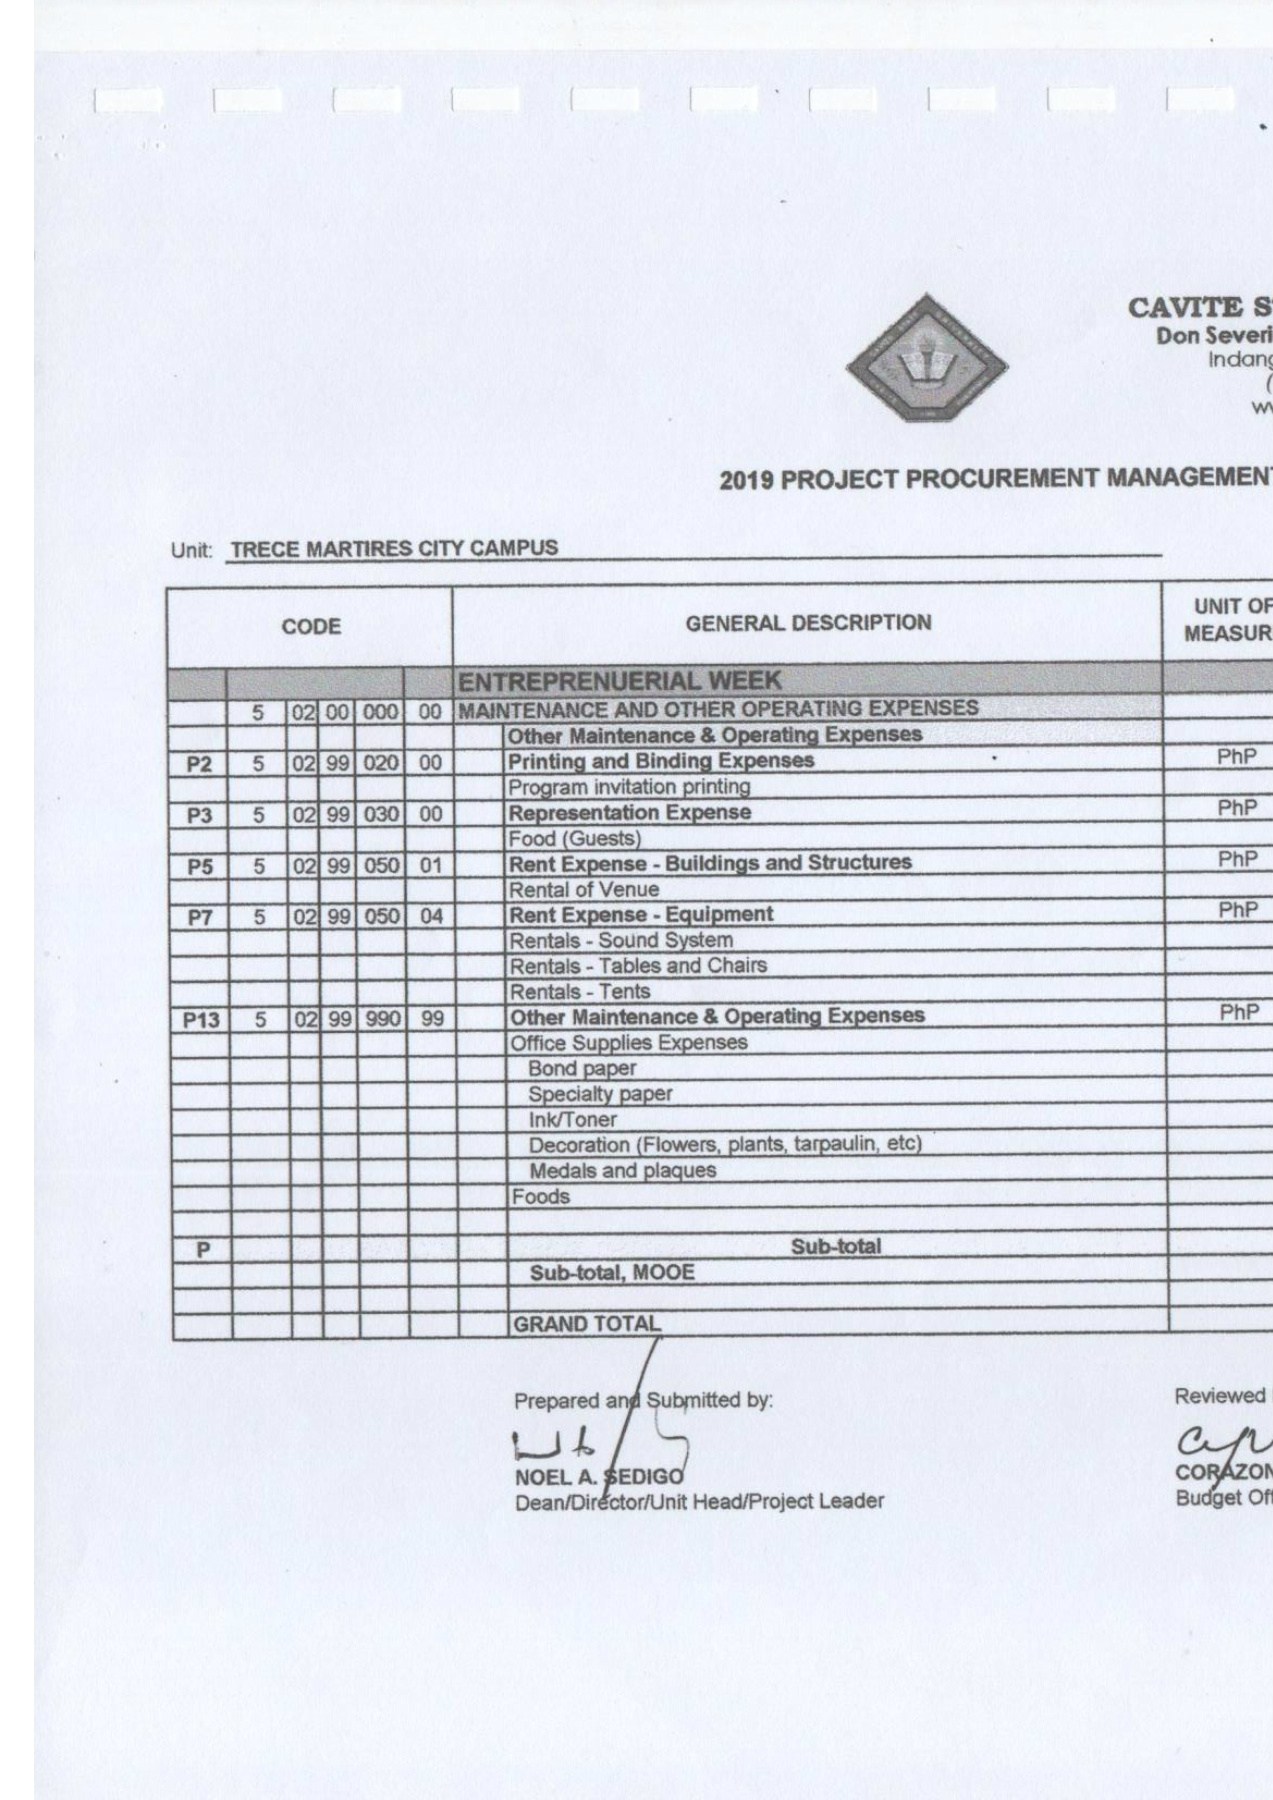 CAVITE S
Don Severi
Indang
(
ww
2019 PROJECT PROCUREMENT MANAGEMENT
Unit: TRECE MARTIRES CITY CAMPUS
CODE GENERAL DESCRIPTION UNIT OF MEASUR
ENTREPRENUERIAL WEEK
5 02 00 000 00 MAINTENANCE AND OTHER OPERATING EXPENSES
Other Maintenance & Operating Expenses
P2 5 02 99 020 00 Printing and Binding Expenses PhP
Program invitation printing
P3 5 02 99 030 00 Representation Expense PhP
Food (Guests)
P5 5 02 99 050 01 Rent Expense - Buildings and Structures PhP
Rental of Venue
P7 5 02 99 050 04 Rent Expense - Equipment PhP
Rentals - Sound System
Rentals - Tables and Chairs
Rentals - Tents
P13 5 02 99 990 99 Other Maintenance & Operating Expenses PhP
Office Supplies Expenses
Bond paper
Specialty paper
Ink/Toner
Decoration (Flowers, plants, tarpaulin, etc)
Medals and plaques
Foods
P Sub-total
Sub-total, MOOE
GRAND TOTAL
Prepared and Submitted by: Reviewed
NOEL A. SEDIGO CORAZON
Dean/Director/Unit Head/Project Leader Budget Off